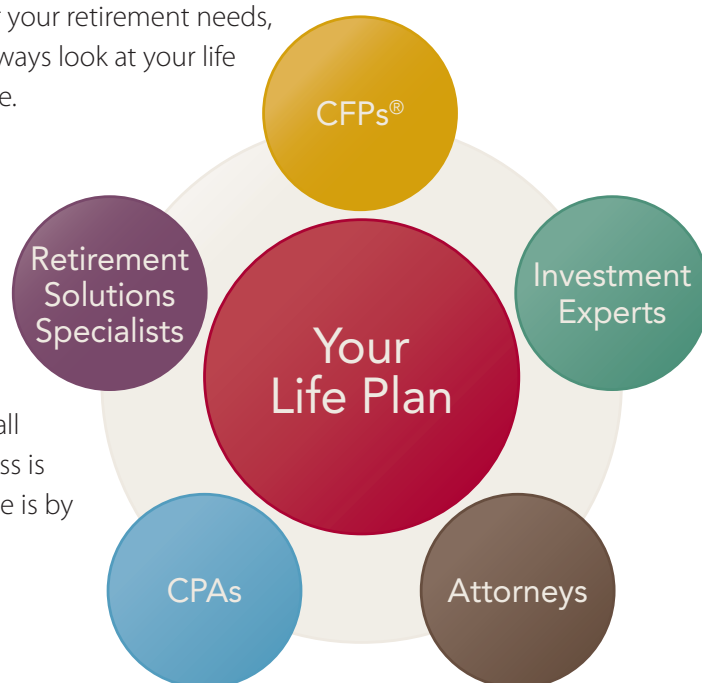 your retirement needs,
ways look at your life
e.
CFPs®
Retirement
Solutions
Specialists
Investment
Experts
Your
Life Plan
all
ss is
e is by
CPAs
Attorneys